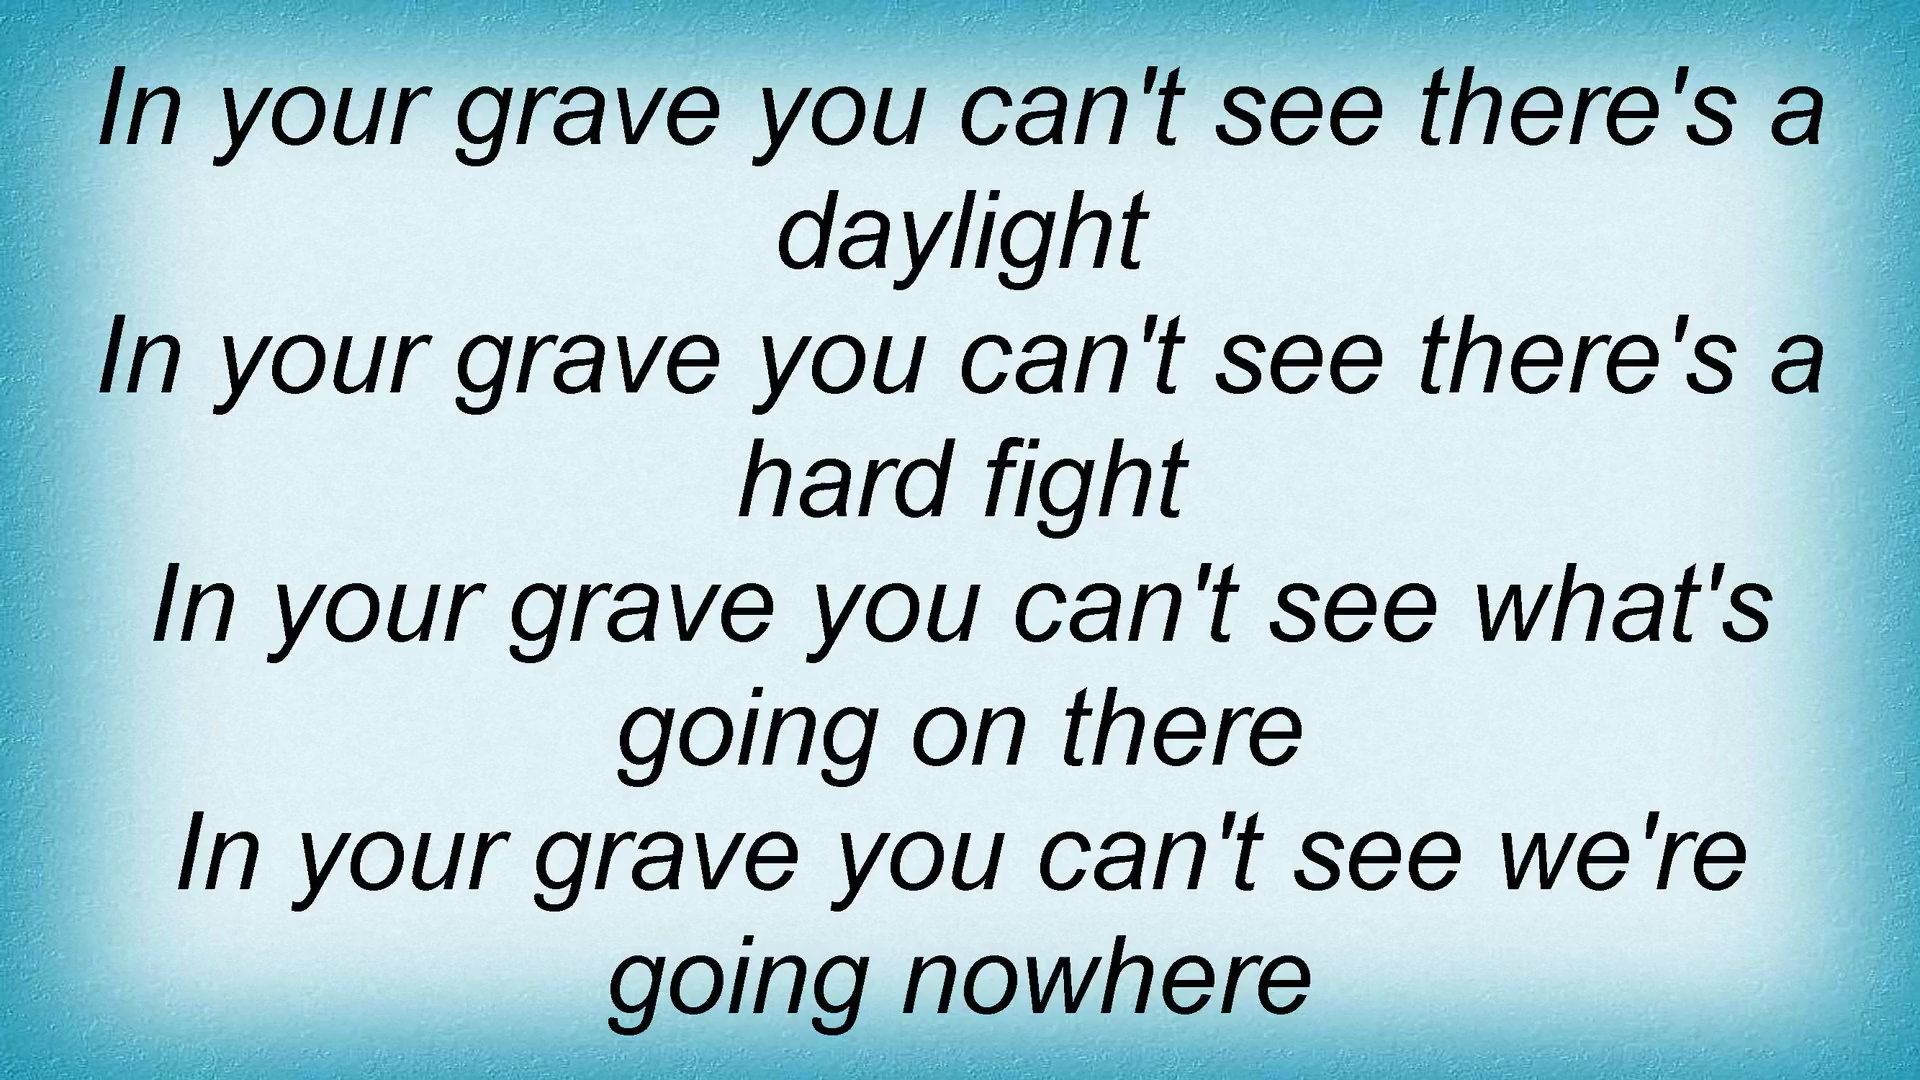 In your grave you can't see there's a
daylight
In your grave you can't see there's a
hard fight
In your grave you can't see what's
going on there
In your grave you can't see we're
going nowhere